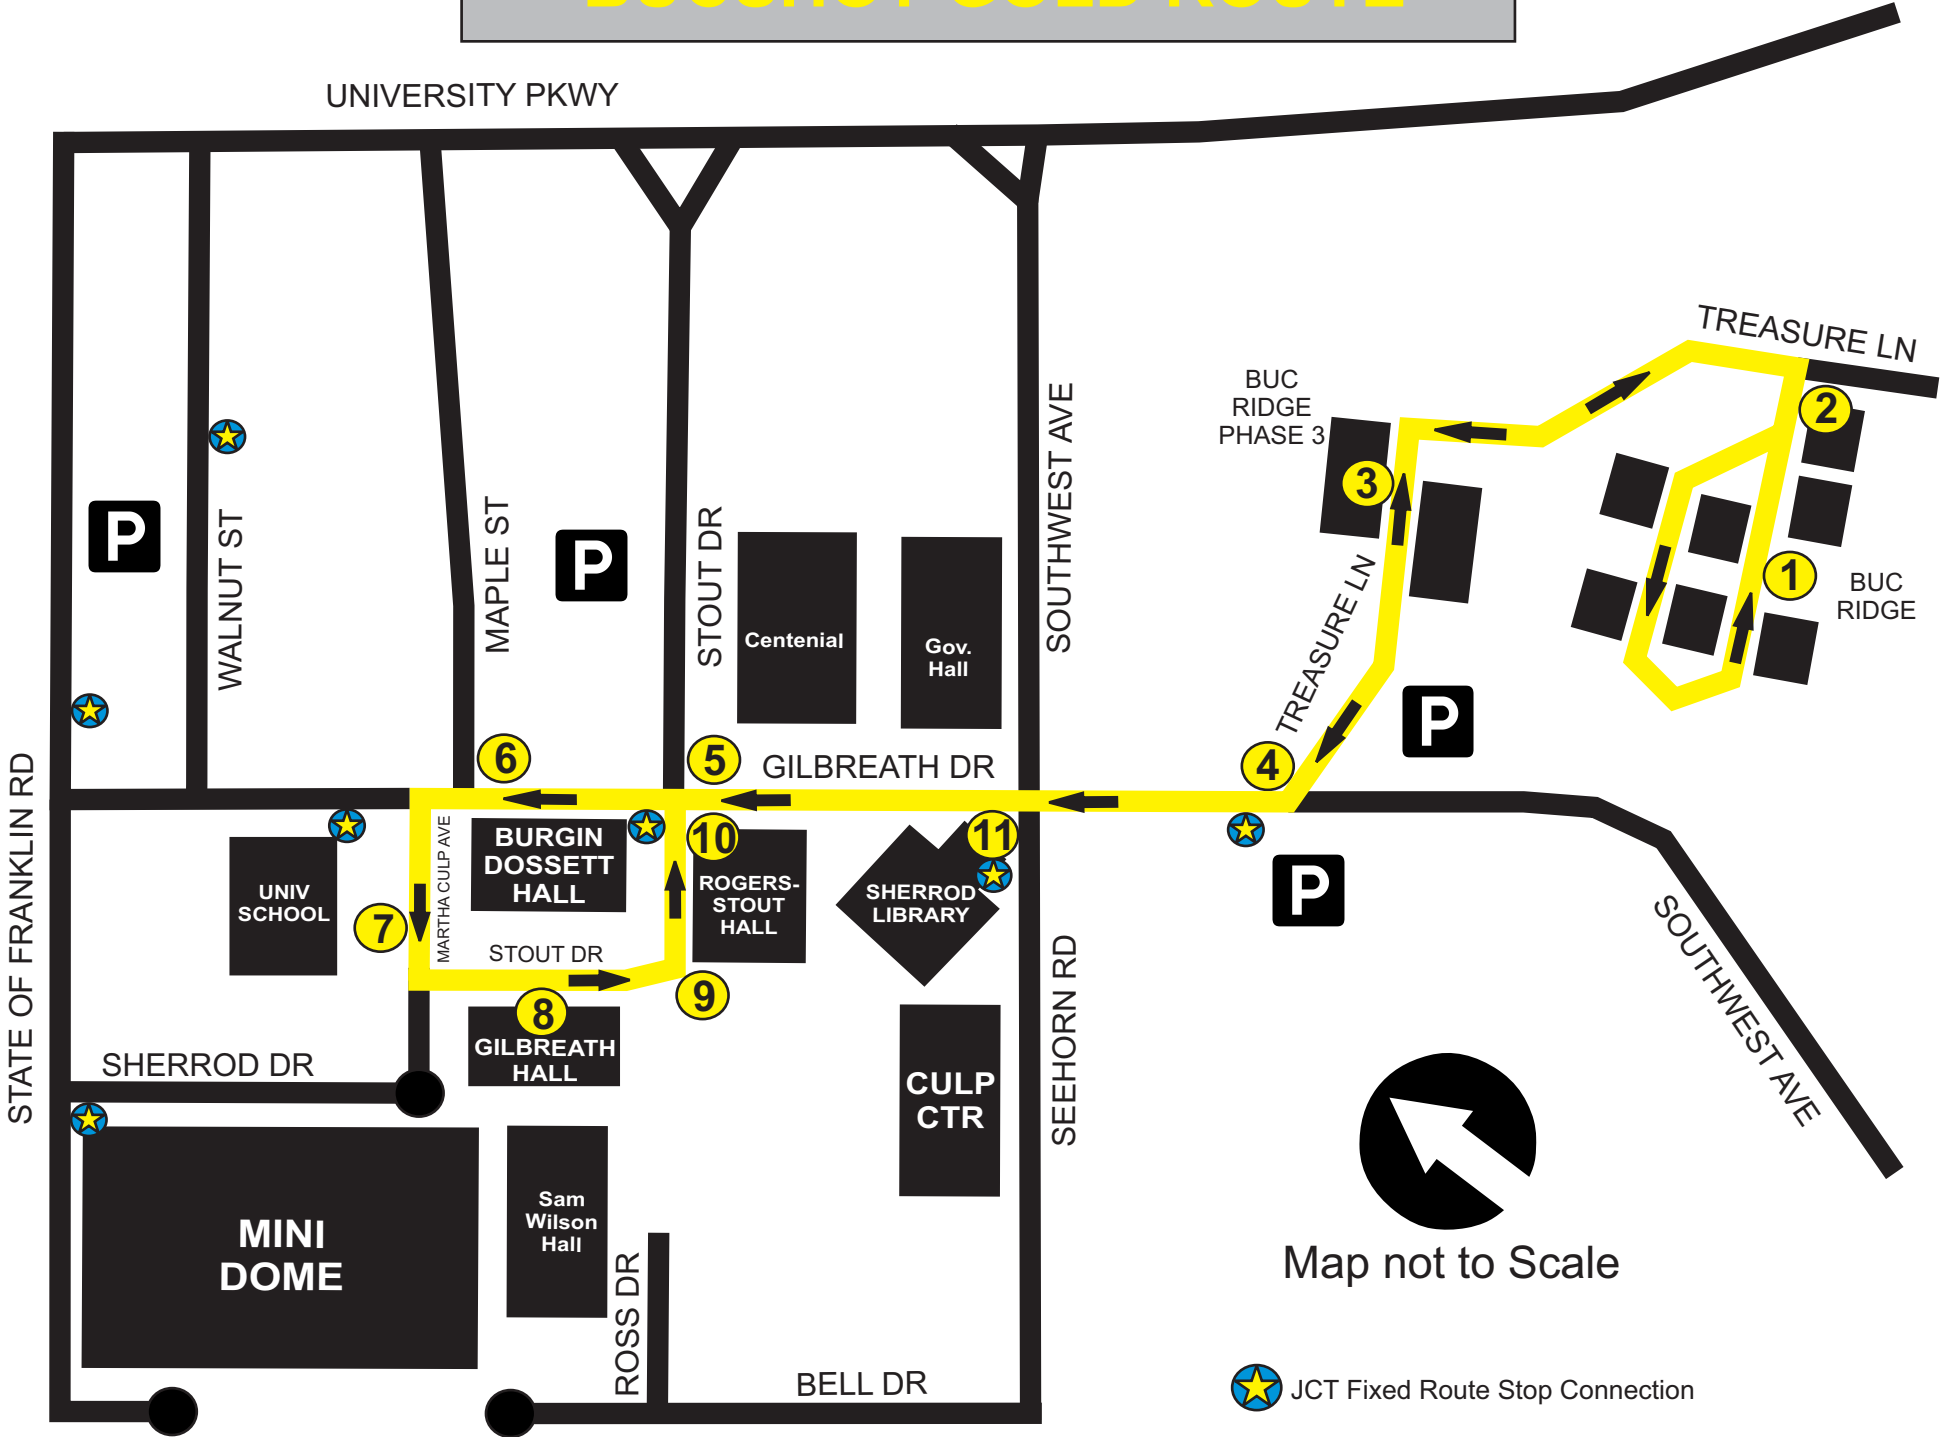 BUCSHOT GOLD ROUTE
UNIVERSITY PKWY
TREASURE LN
BUC
RIDGE
PHASE 3
2
3
1
BUC
RIDGE
P
WALNUT ST
MAPLE ST
P
STOUT DR
Centenial
Gov.
Hall
SOUTHWEST AVE
TREASURE LN
P
STATE OF FRANKLIN RD
6
5
GILBREATH DR
4
UNIV
SCHOOL
7
MARTHA CULP AVE
BURGIN
DOSSETT
HALL
10
ROGERS-
STOUT
HALL
11
SHERROD
LIBRARY
P
SOUTHWEST AVE
STOUT DR
8
9
GILBREATH
HALL
SHERROD DR
CULP
CTR
SEEHORN RD
MINI
DOME
Sam
Wilson
Hall
ROSS DR
BELL DR
Map not to Scale
JCT Fixed Route Stop Connection